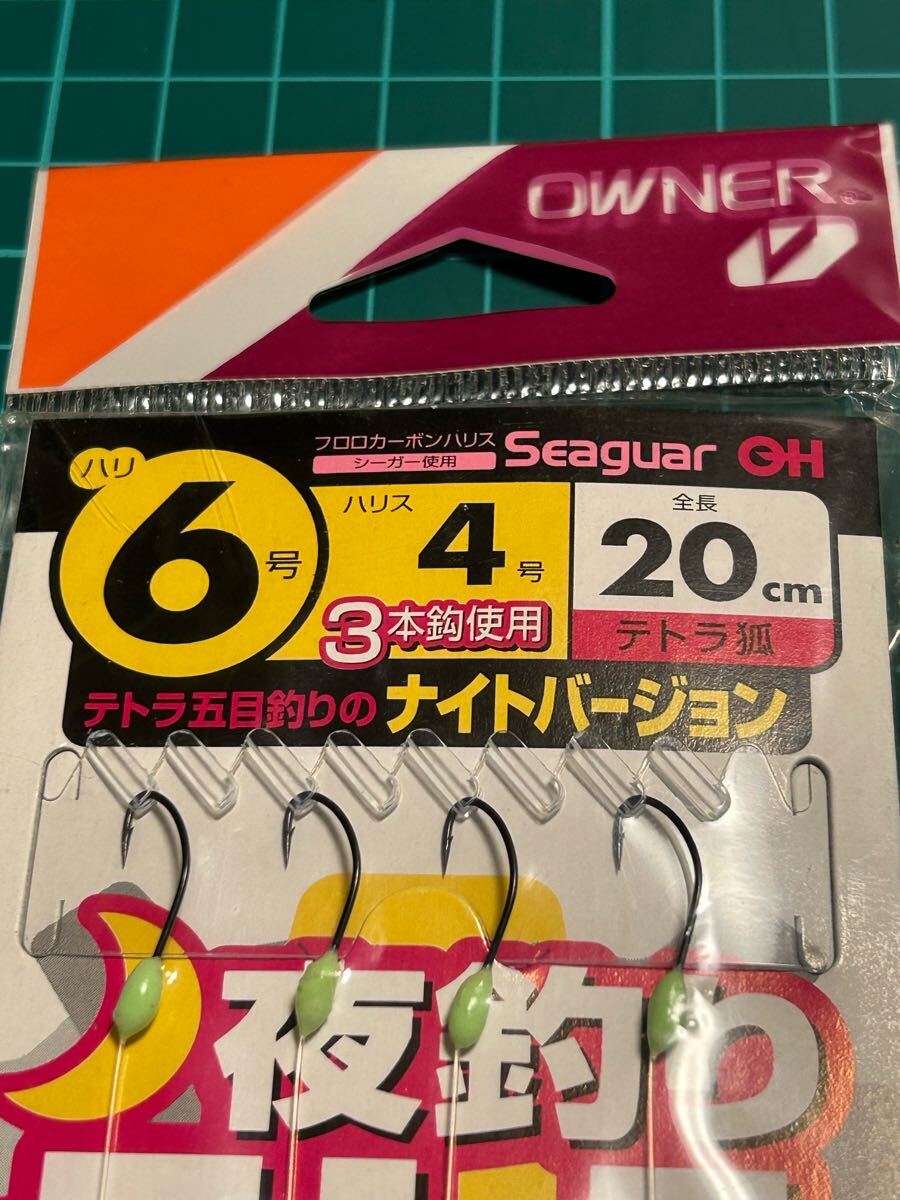 OWNER®
フロロカーボンハリス
シーガー使用
Seaguar
ハリ
6号
ハリス
4号
3本鈎使用
全長
20cm
テトラ狐
テトラ五目釣りの ナイトバージョン
夜釣り